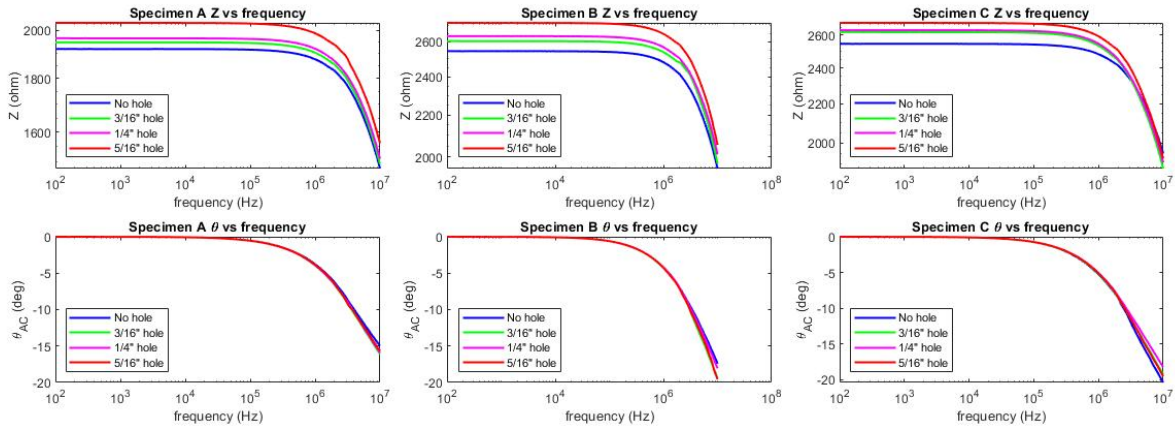 Specimen A Z vs frequency
2000
1800
1600
Z (ohm)
No hole
3/16" hole
1/4" hole
5/16" hole
10^2 10^3 10^4 10^5 10^6 10^7
frequency (Hz)
Specimen B Z vs frequency
2600
2400
2200
2000
Z (ohm)
No hole
3/16" hole
1/4" hole
5/16" hole
10^2 10^4 10^6 10^8
frequency (Hz)
Specimen C Z vs frequency
2600
2400
2200
2000
Z (ohm)
No hole
3/16" hole
1/4" hole
5/16" hole
10^2 10^3 10^4 10^5 10^6 10^7
frequency (Hz)
Specimen A θ vs frequency
0
-5
-10
-15
-20
θ_AC (deg)
No hole
3/16" hole
1/4" hole
5/16" hole
10^2 10^3 10^4 10^5 10^6 10^7
frequency (Hz)
Specimen B θ vs frequency
0
-5
-10
-15
-20
θ_AC (deg)
No hole
3/16" hole
1/4" hole
5/16" hole
10^2 10^4 10^6 10^8
frequency (Hz)
Specimen C θ vs frequency
0
-5
-10
-15
-20
θ_AC (deg)
No hole
3/16" hole
1/4" hole
5/16" hole
10^2 10^3 10^4 10^5 10^6 10^7
frequency (Hz)